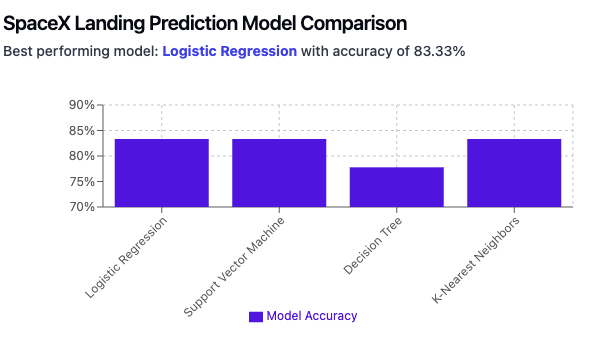 SpaceX Landing Prediction Model Comparison
Best performing model: Logistic Regression with accuracy of 83.33%
90%
85%
80%
75%
70%
Logistic Regression
Support Vector Machine
Decision Tree
K-Nearest Neighbors
Model Accuracy